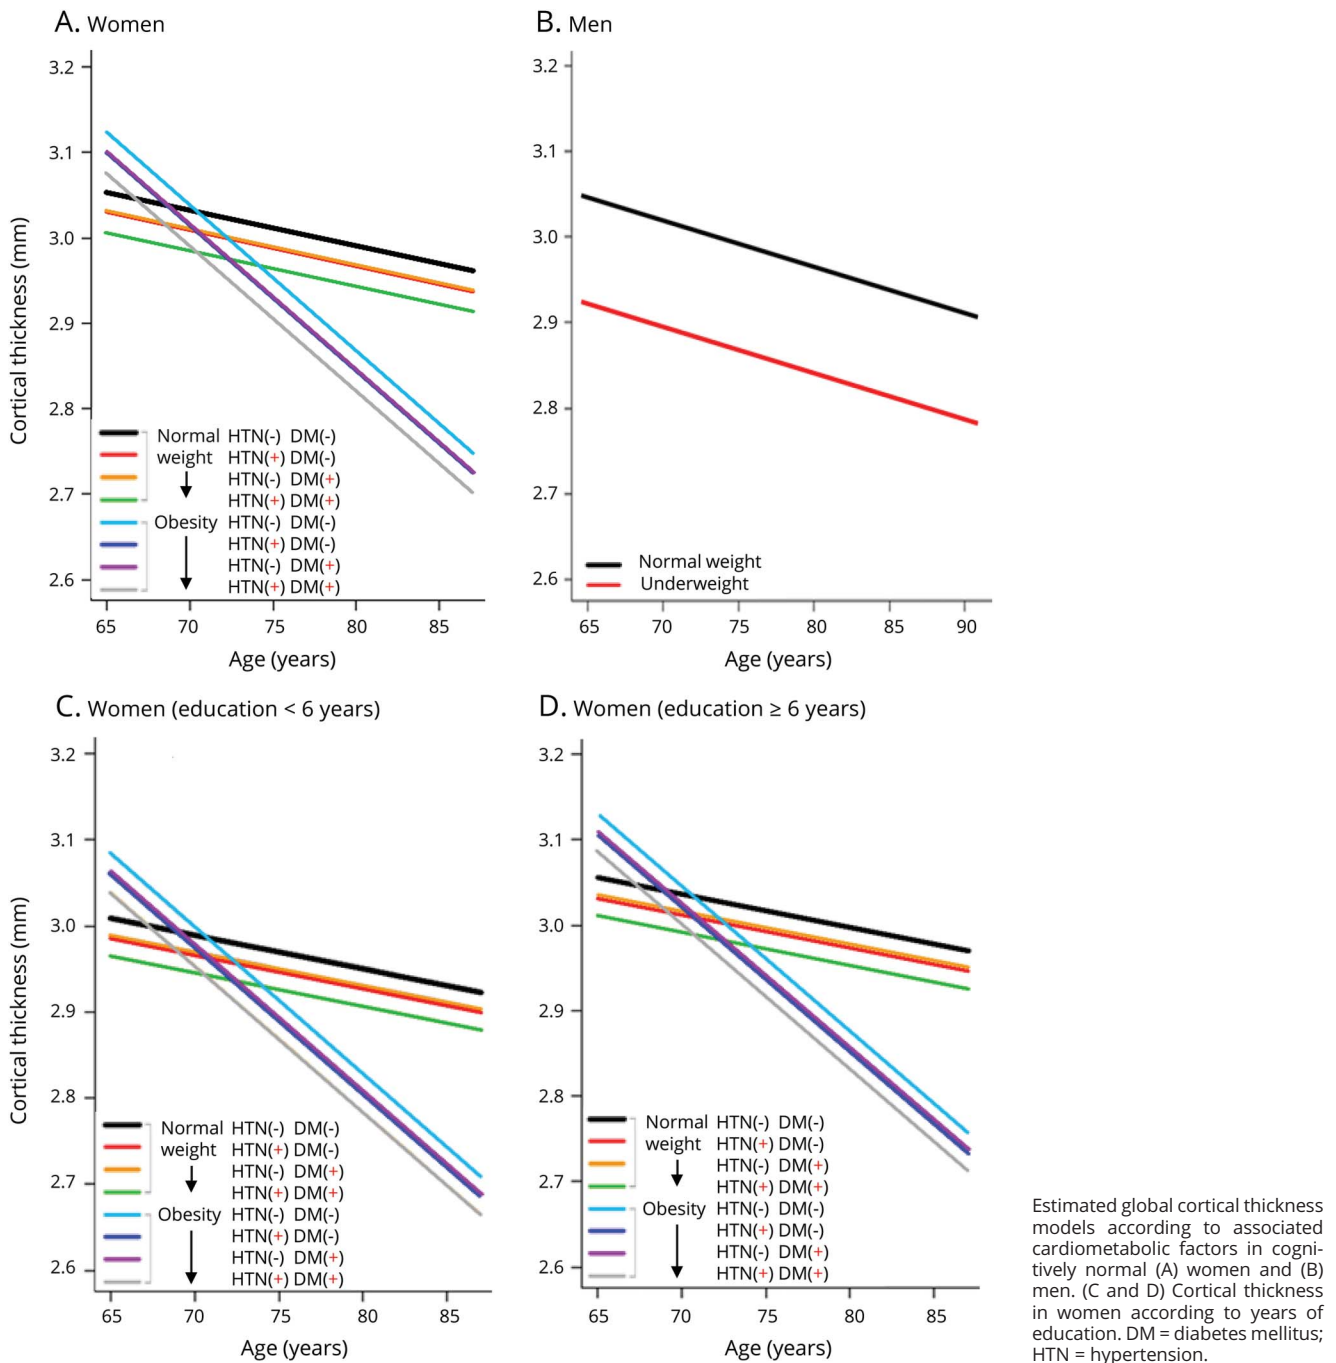 A. Women
3.2
3.1
3.0
2.9
2.8
2.7
2.6
Cortical thickness (mm)
Normal HTN(-) DM(-)
weight HTN(+) DM(-)
HTN(-) DM(+)
HTN(+) DM(+)
Obesity HTN(-) DM(-)
HTN(+) DM(-)
HTN(-) DM(+)
HTN(+) DM(+)
65 70 75 80 85
Age (years)
B. Men
3.2
3.1
3.0
2.9
2.8
2.7
2.6
Normal weight
Underweight
65 70 75 80 85 90
Age (years)
C. Women (education < 6 years)
3.2
3.1
3.0
2.9
2.8
2.7
2.6
Cortical thickness (mm)
Normal HTN(-) DM(-)
weight HTN(+) DM(-)
HTN(-) DM(+)
HTN(+) DM(+)
Obesity HTN(-) DM(-)
HTN(+) DM(-)
HTN(-) DM(+)
HTN(+) DM(+)
65 70 75 80 85
Age (years)
D. Women (education ≥ 6 years)
3.2
3.1
3.0
2.9
2.8
2.7
2.6
Normal HTN(-) DM(-)
weight HTN(+) DM(-)
HTN(-) DM(+)
HTN(+) DM(+)
Obesity HTN(-) DM(-)
HTN(+) DM(-)
HTN(-) DM(+)
HTN(+) DM(+)
65 70 75 80 85
Age (years)
Estimated global cortical thickness
models according to associated
cardiometabolic factors in cogni-
tively normal (A) women and (B)
men. (C and D) Cortical thickness
in women according to years of
education. DM = diabetes mellitus;
HTN = hypertension.